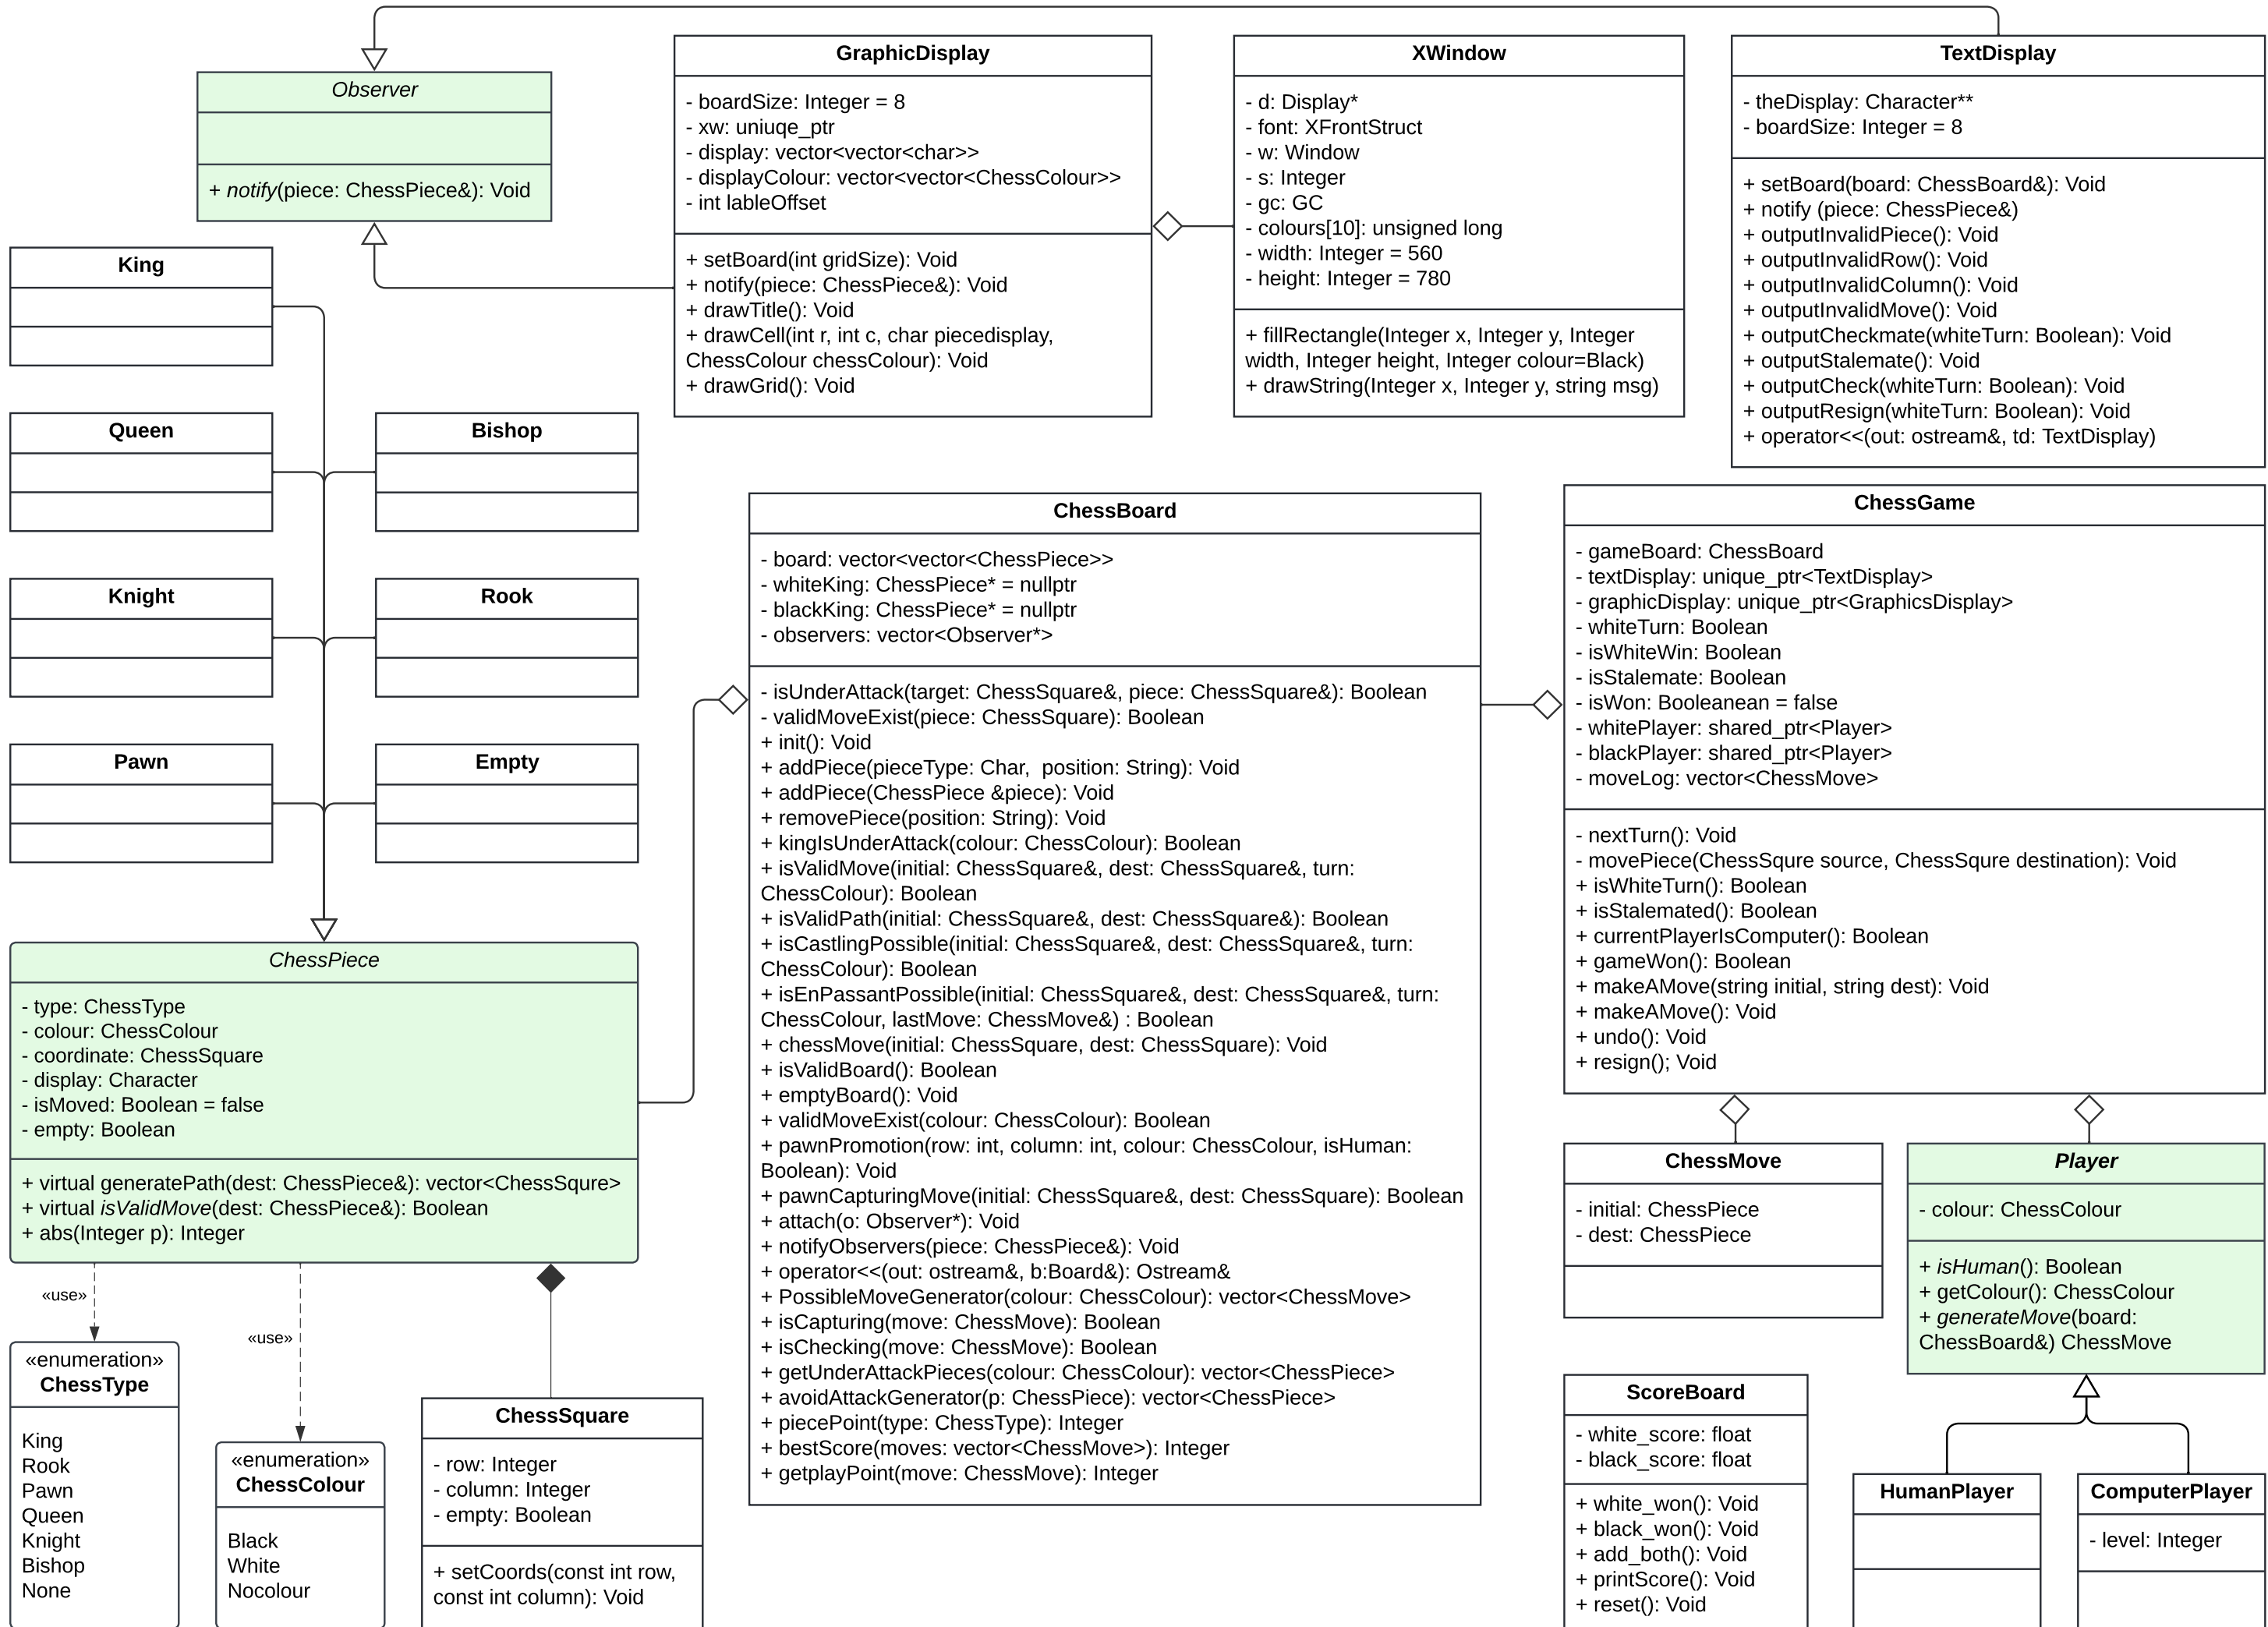 Observer
+ notify(piece: ChessPiece&): Void
GraphicDisplay
- boardSize: Integer = 8
- xw: uniuqe_ptr
- display: vector<vector<char>>
- displayColour: vector<vector<ChessColour>>
- int lableOffset
+ setBoard(int gridSize): Void
+ notify(piece: ChessPiece&): Void
+ drawTitle(): Void
+ drawCell(int r, int c, char piecedisplay,
ChessColour chessColour): Void
+ drawGrid(): Void
XWindow
- d: Display*
- font: XFrontStruct
- w: Window
- s: Integer
- gc: GC
- colours[10]: unsigned long
- width: Integer = 560
- height: Integer = 780
+ fillRectangle(Integer x, Integer y, Integer
width, Integer height, Integer colour=Black)
+ drawString(Integer x, Integer y, string msg)
TextDisplay
- theDisplay: Character**
- boardSize: Integer = 8
+ setBoard(board: ChessBoard&): Void
+ notify (piece: ChessPiece&)
+ outputInvalidPiece(): Void
+ outputInvalidRow(): Void
+ outputInvalidColumn(): Void
+ outputInvalidMove(): Void
+ outputCheckmate(whiteTurn: Boolean): Void
+ outputStalemate(): Void
+ outputCheck(whiteTurn: Boolean): Void
+ outputResign(whiteTurn: Boolean): Void
+ operator<<(out: ostream&, td: TextDisplay)
King
Queen
Bishop
Knight
Rook
Pawn
Empty
ChessPiece
- type: ChessType
- colour: ChessColour
- coordinate: ChessSquare
- display: Character
- isMoved: Boolean = false
- empty: Boolean
+ virtual generatePath(dest: ChessPiece&): vector<ChessSqure>
+ virtual isValidMove(dest: ChessPiece&): Boolean
+ abs(Integer p): Integer
«use»
«use»
«enumeration»
ChessType
King
Rook
Pawn
Queen
Knight
Bishop
None
«enumeration»
ChessColour
Black
White
Nocolour
ChessSquare
- row: Integer
- column: Integer
- empty: Boolean
+ setCoords(const int row,
const int column): Void
ChessBoard
- board: vector<vector<ChessPiece>>
- whiteKing: ChessPiece* = nullptr
- blackKing: ChessPiece* = nullptr
- observers: vector<Observer*>
- isUnderAttack(target: ChessSquare&, piece: ChessSquare&): Boolean
- validMoveExist(piece: ChessSquare): Boolean
+ init(): Void
+ addPiece(pieceType: Char,  position: String): Void
+ addPiece(ChessPiece &piece): Void
+ removePiece(position: String): Void
+ kingIsUnderAttack(colour: ChessColour): Boolean
+ isValidMove(initial: ChessSquare&, dest: ChessSquare&, turn:
ChessColour): Boolean
+ isValidPath(initial: ChessSquare&, dest: ChessSquare&): Boolean
+ isCastlingPossible(initial: ChessSquare&, dest: ChessSquare&, turn:
ChessColour): Boolean
+ isEnPassantPossible(initial: ChessSquare&, dest: ChessSquare&, turn:
ChessColour, lastMove: ChessMove&) : Boolean
+ chessMove(initial: ChessSquare, dest: ChessSquare): Void
+ isValidBoard(): Boolean
+ emptyBoard(): Void
+ validMoveExist(colour: ChessColour): Boolean
+ pawnPromotion(row: int, column: int, colour: ChessColour, isHuman:
Boolean): Void
+ pawnCapturingMove(initial: ChessSquare&, dest: ChessSquare): Boolean
+ attach(o: Observer*): Void
+ notifyObservers(piece: ChessPiece&): Void
+ operator<<(out: ostream&, b:Board&): Ostream&
+ PossibleMoveGenerator(colour: ChessColour): vector<ChessMove>
+ isCapturing(move: ChessMove): Boolean
+ isChecking(move: ChessMove): Boolean
+ getUnderAttackPieces(colour: ChessColour): vector<ChessPiece>
+ avoidAttackGenerator(p: ChessPiece): vector<ChessPiece>
+ piecePoint(type: ChessType): Integer
+ bestScore(moves: vector<ChessMove>): Integer
+ getplayPoint(move: ChessMove): Integer
ChessGame
- gameBoard: ChessBoard
- textDisplay: unique_ptr<TextDisplay>
- graphicDisplay: unique_ptr<GraphicsDisplay>
- whiteTurn: Boolean
- isWhiteWin: Boolean
- isStalemate: Boolean
- isWon: Booleanean = false
- whitePlayer: shared_ptr<Player>
- blackPlayer: shared_ptr<Player>
- moveLog: vector<ChessMove>
- nextTurn(): Void
- movePiece(ChessSqure source, ChessSqure destination): Void
+ isWhiteTurn(): Boolean
+ isStalemated(): Boolean
+ currentPlayerIsComputer(): Boolean
+ gameWon(): Boolean
+ makeAMove(string initial, string dest): Void
+ makeAMove(): Void
+ undo(): Void
+ resign(); Void
ChessMove
- initial: ChessPiece
- dest: ChessPiece
Player
- colour: ChessColour
+ isHuman(): Boolean
+ getColour(): ChessColour
+ generateMove(board:
ChessBoard&) ChessMove
ScoreBoard
- white_score: float
- black_score: float
+ white_won(): Void
+ black_won(): Void
+ add_both(): Void
+ printScore(): Void
+ reset(): Void
HumanPlayer
ComputerPlayer
- level: Integer